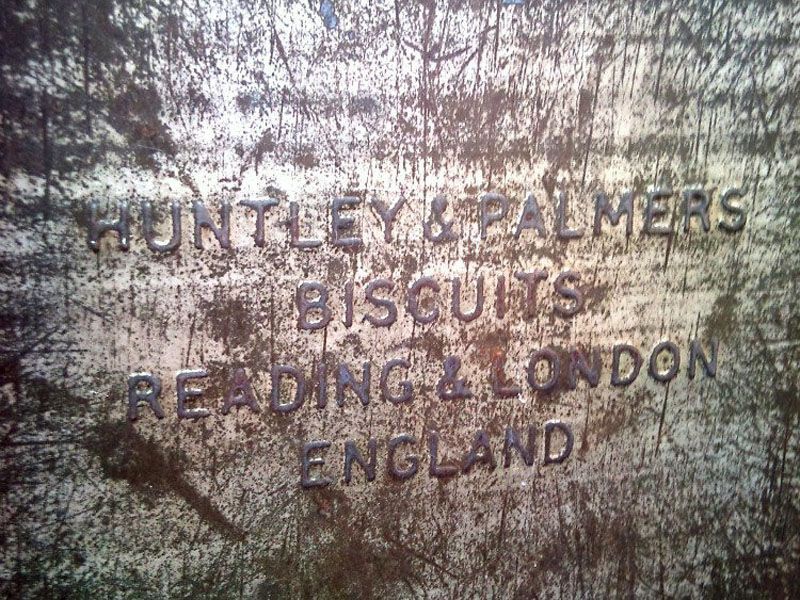 HUNTLEY & PALMERS
BISCUITS
READING & LONDON
ENGLAND